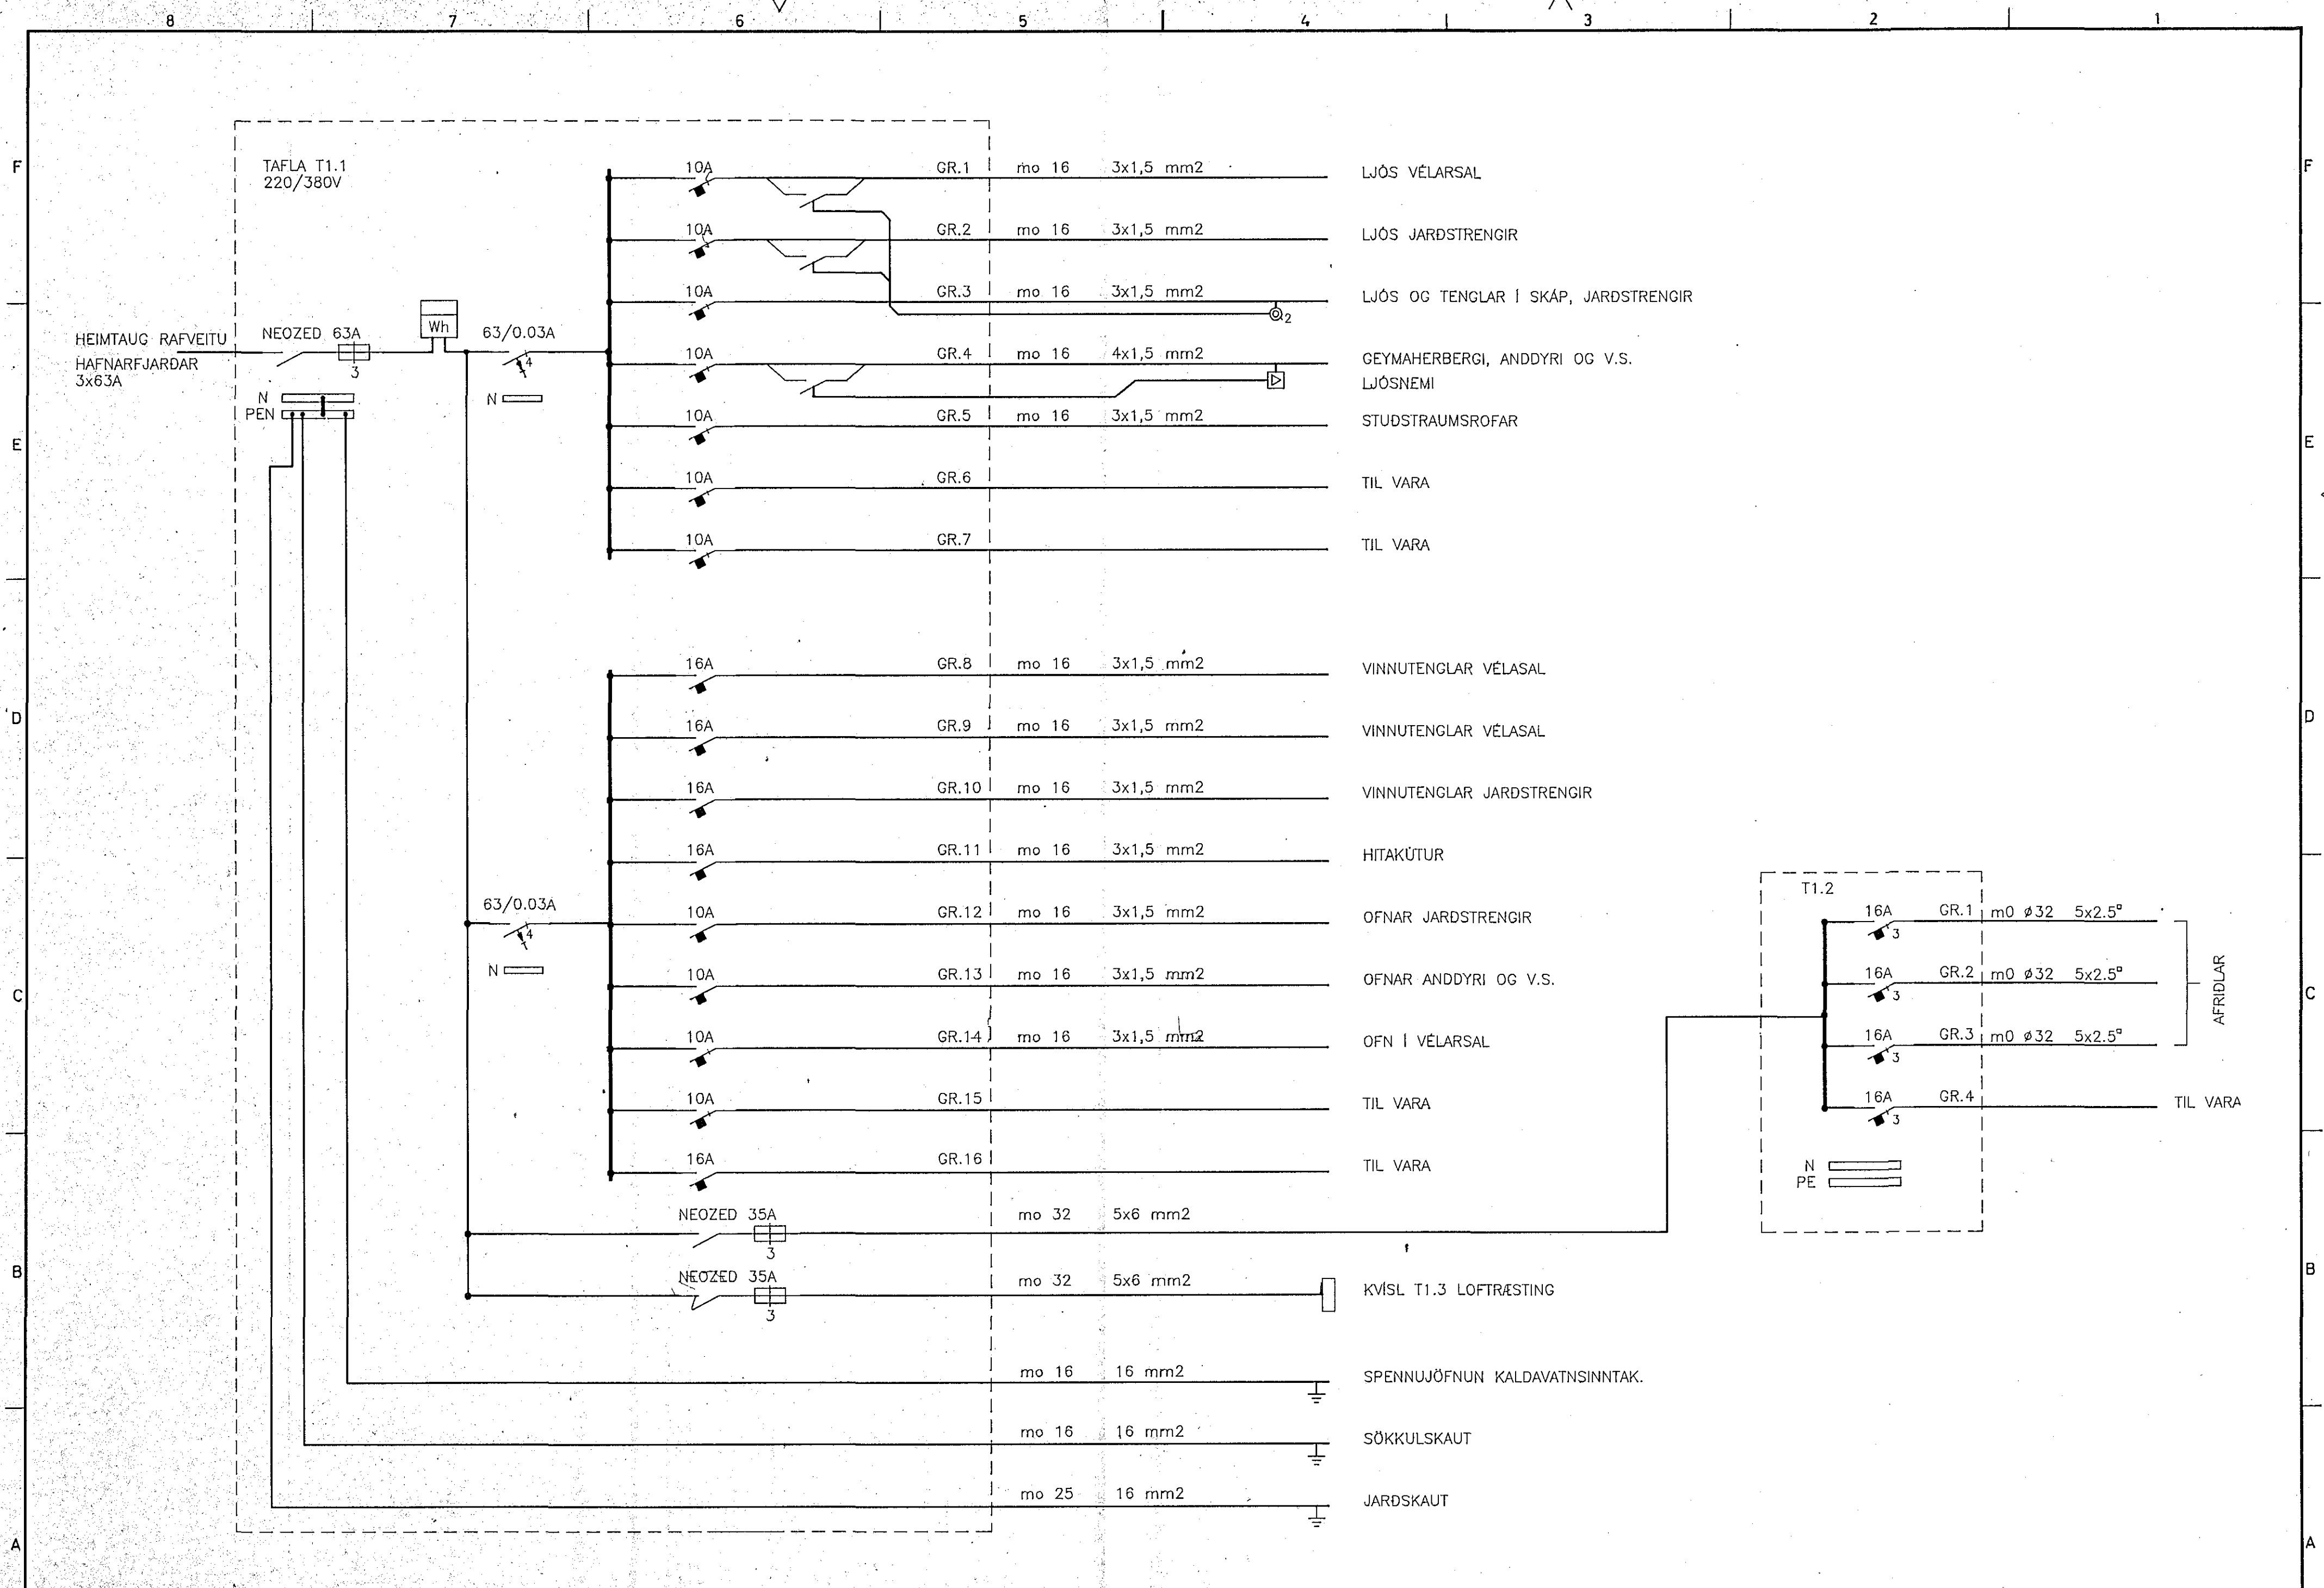 8 7 6 5 4 3 2 1
F F
TAFLA T1.1
220/380V
10A GR.1 mo 16 3x1,5 mm2 LJÓS VÉLARSAL
10A GR.2 mo 16 3x1,5 mm2 LJÓS JARÐSTRENGIR
10A GR.3 mo 16 3x1,5 mm2 LJÓS OG TENGLAR Í SKÁP, JARÐSTRENGIR
2
HEIMTAUG RAFVEITU
HAFNARFJARÐAR
3x63A
NEOZED 63A
3
Wh
63/0.03A
4
N
N
PEN
10A GR.4 mo 16 4x1,5 mm2 GEYMAHERBERGI, ANDDYRI OG V.S.
LJÓSNEMI
10A GR.5 mo 16 3x1,5 mm2 STUÐSTRAUMSROFAR
E E
10A GR.6 TIL VARA
10A GR.7 TIL VARA
16A GR.8 mo 16 3x1,5 mm2 VINNUTENGLAR VÉLASAL
D D
16A GR.9 mo 16 3x1,5 mm2 VINNUTENGLAR VÉLASAL
16A GR.10 mo 16 3x1,5 mm2 VINNUTENGLAR JARÐSTRENGIR
16A GR.11 mo 16 3x1,5 mm2 HITAKÚTUR
63/0.03A
4
N
10A GR.12 mo 16 3x1,5 mm2 OFNAR JARÐSTRENGIR
10A GR.13 mo 16 3x1,5 mm2 OFNAR ANDDYRI OG V.S.
C C
10A GR.14 mo 16 3x1,5 mm2 OFN Í VÉLARSAL
10A GR.15 TIL VARA
16A GR.16 TIL VARA
T1.2
16A 3 GR.1 m0 ø32 5x2.5▫
16A 3 GR.2 m0 ø32 5x2.5▫
16A 3 GR.3 m0 ø32 5x2.5▫
AFRIÐLAR
16A 3 GR.4 TIL VARA
N
PE
NEOZED 35A mo 32 5x6 mm2
3
B B
NEOZED 35A mo 32 5x6 mm2 KVÍSL T1.3 LOFTRÆSTING
3
mo 16 16 mm2 SPENNUJÖFNUN KALDAVATNSINNTAK.
mo 16 16 mm2 SÖKKULSKAUT
mo 25 16 mm2 JARÐSKAUT
A A